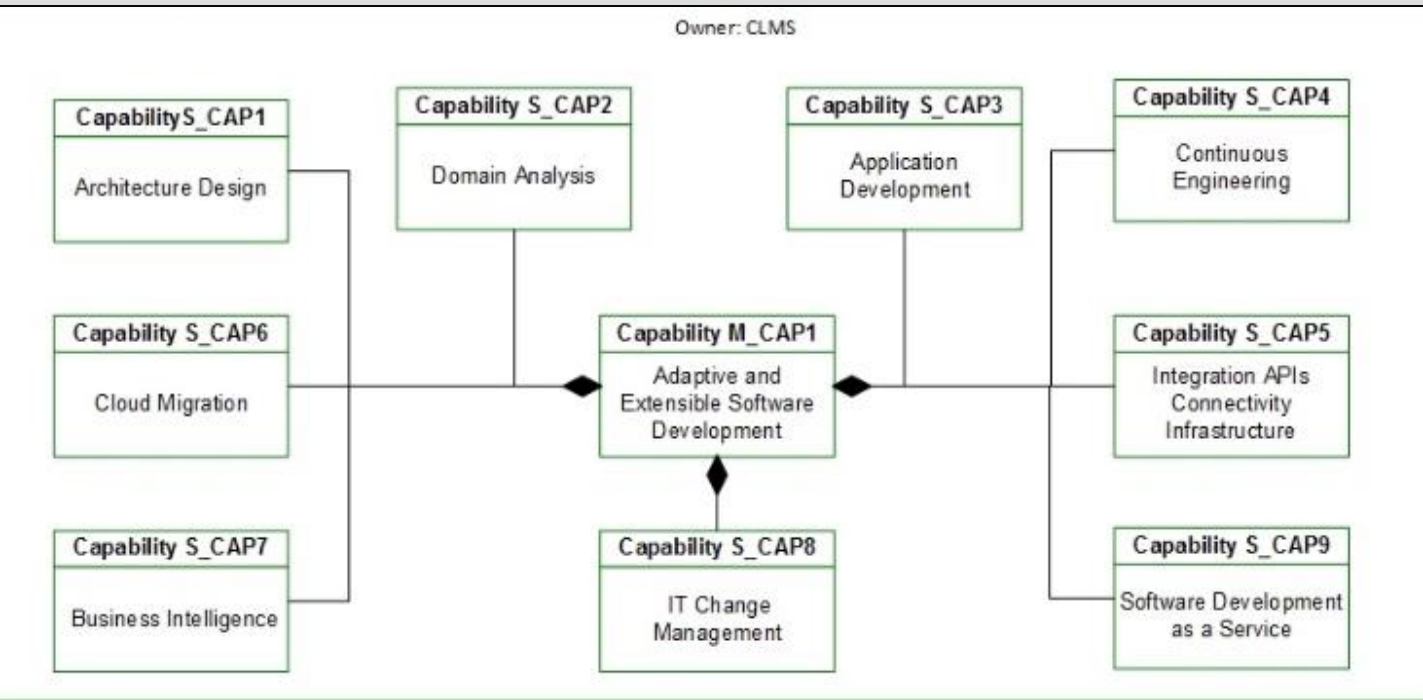 Owner: CLMS
CapabilityS_CAP1
Architecture Design
Capability S_CAP2
Domain Analysis
Capability S_CAP3
Application
Development
Capability S_CAP4
Continuous
Engineering
Capability S_CAP6
Cloud Migration
Capability M_CAP1
Adaptive and
Extensible Software
Development
Capability S_CAP5
Integration APIs
Connectivity
Infrastructure
Capability S_CAP7
Business Intelligence
Capability S_CAP8
IT Change
Management
Capability S_CAP9
Software Development
as a Service